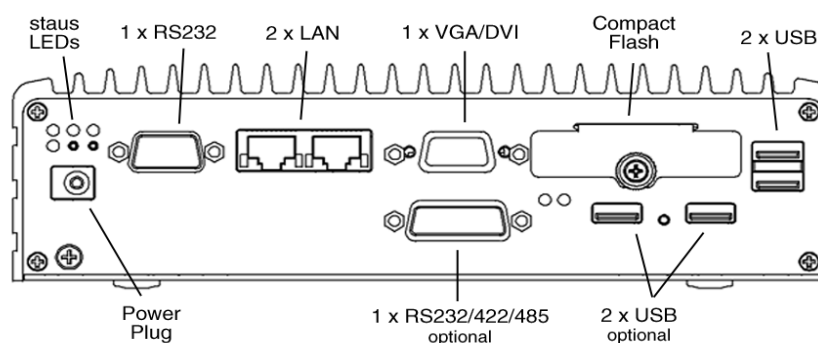 staus
LEDs
1 x RS232
2 x LAN
1 x VGA/DVI
Compact
Flash
2 x USB
Power
Plug
1 x RS232/422/485
optional
2 x USB
optional